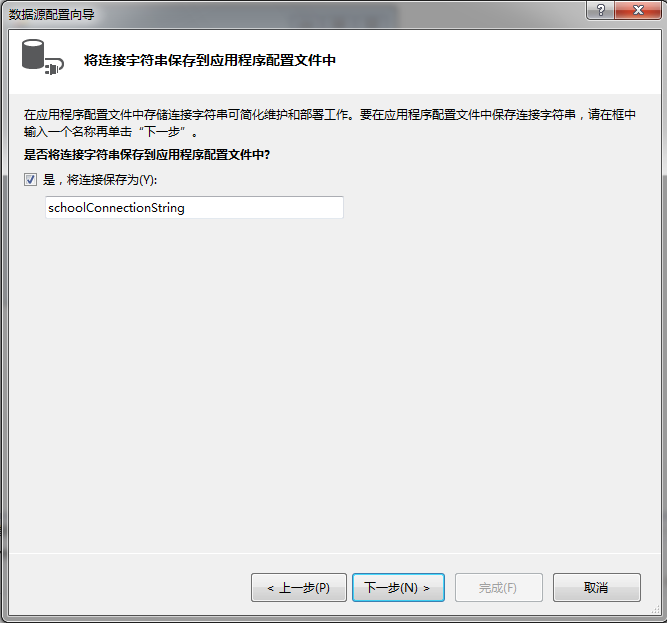 数据源配置向导
?
将连接字符串保存到应用程序配置文件中
在应用程序配置文件中存储连接字符串可简化维护和部署工作。要在应用程序配置文件中保存连接字符串，请在框中
输入一个名称再单击“下一步”。
是否将连接字符串保存到应用程序配置文件中?
是，将连接保存为(Y):
schoolConnectionString
< 上一步(P)
下一步(N) >
完成(F)
取消